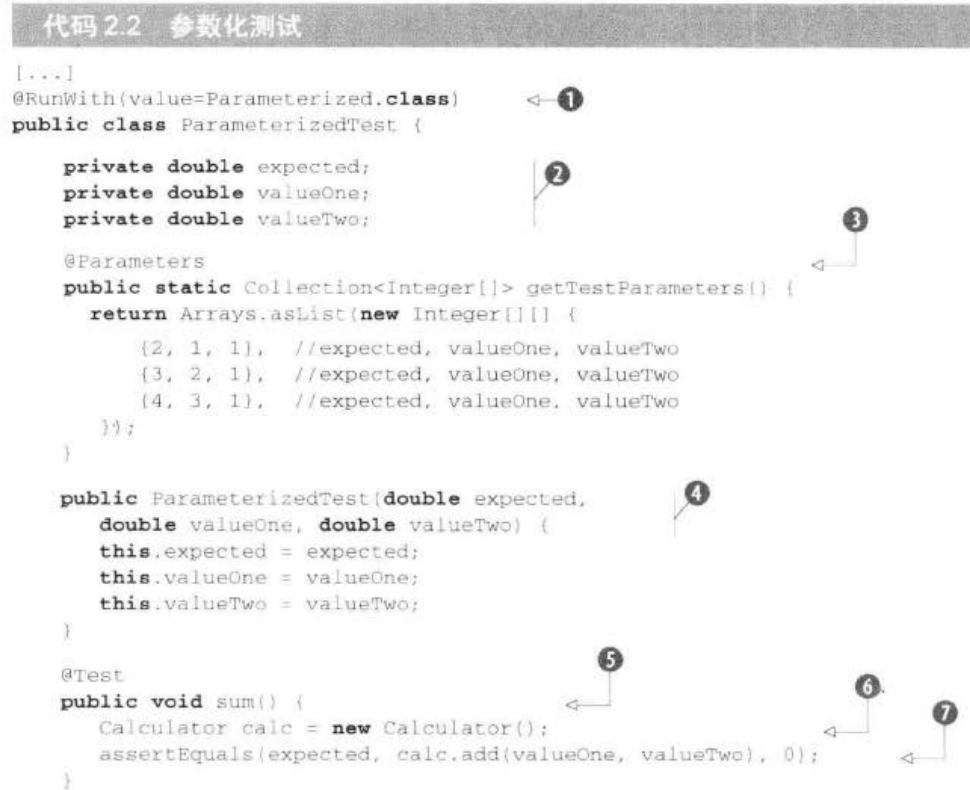 代码 2.2 参数化测试
[...]
@RunWith(value=Parameterized.class) ❶
public class ParameterizedTest {
private double expected;
private double valueOne; ❷
private double valueTwo;
❸
@Parameters
public static Collection<Integer[]> getTestParameters() {
return Arrays.asList(new Integer[][] {
{2, 1, 1}, //expected, valueOne, valueTwo
{3, 2, 1}, //expected, valueOne, valueTwo
{4, 3, 1}, //expected, valueOne, valueTwo
});
}
public ParameterizedTest(double expected, ❹
double valueOne, double valueTwo) {
this.expected = expected;
this.valueOne = valueOne;
this.valueTwo = valueTwo;
}
@Test ❺
public void sum() { ❻
Calculator calc = new Calculator(); ❼
assertEquals(expected, calc.add(valueOne, valueTwo), 0);
}